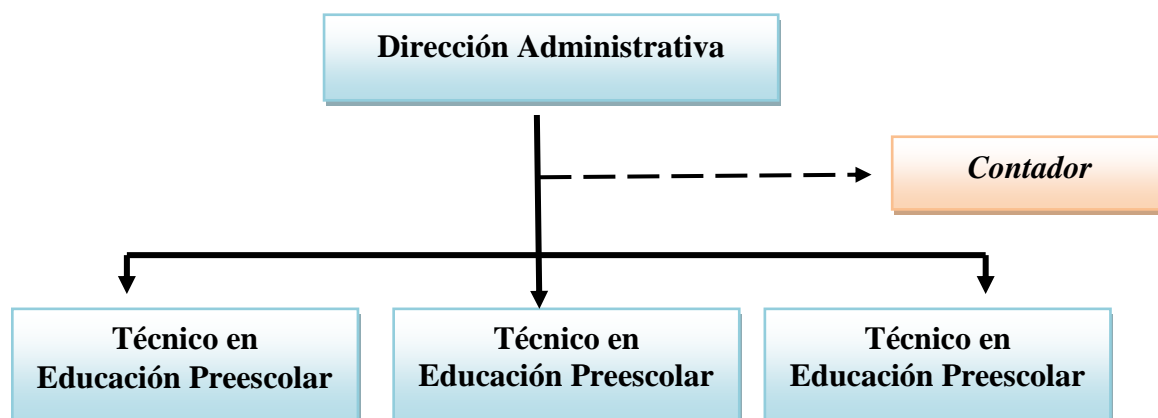 Dirección Administrativa
Contador
Técnico en
Educación Preescolar
Técnico en
Educación Preescolar
Técnico en
Educación Preescolar